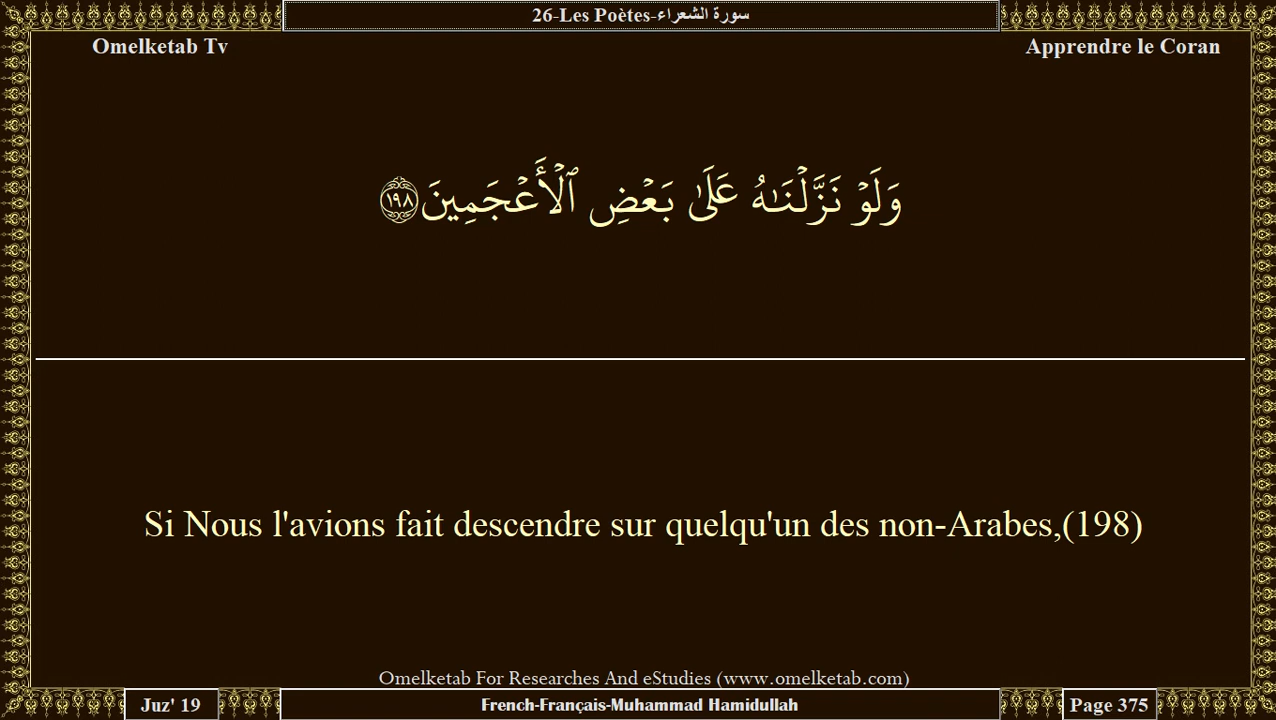 26-Les Poètes-سورة الشعراء
Omelketab Tv
Apprendre le Coran
وَلَوْ نَزَّلْنَـٰهُ عَلَىٰ بَعْضِ ٱلْأَعْجَمِينَ ١٩٨
Si Nous l'avions fait descendre sur quelqu'un des non-Arabes,(198)
Omelketab For Researches And eStudies (www.omelketab.com)
Juz' 19
French-Français-Muhammad Hamidullah
Page 375